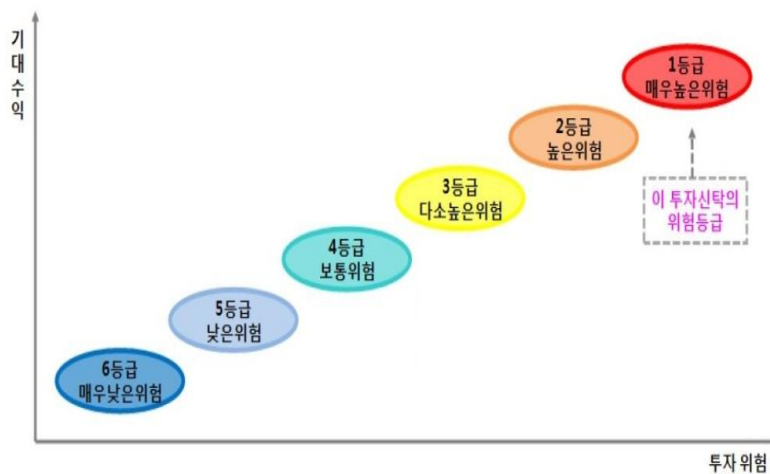 기대수익
1등급
매우높은위험
2등급
높은위험
이 투자신탁의
위험등급
3등급
다소높은위험
4등급
보통위험
5등급
낮은위험
6등급
매우낮은위험
투자 위험